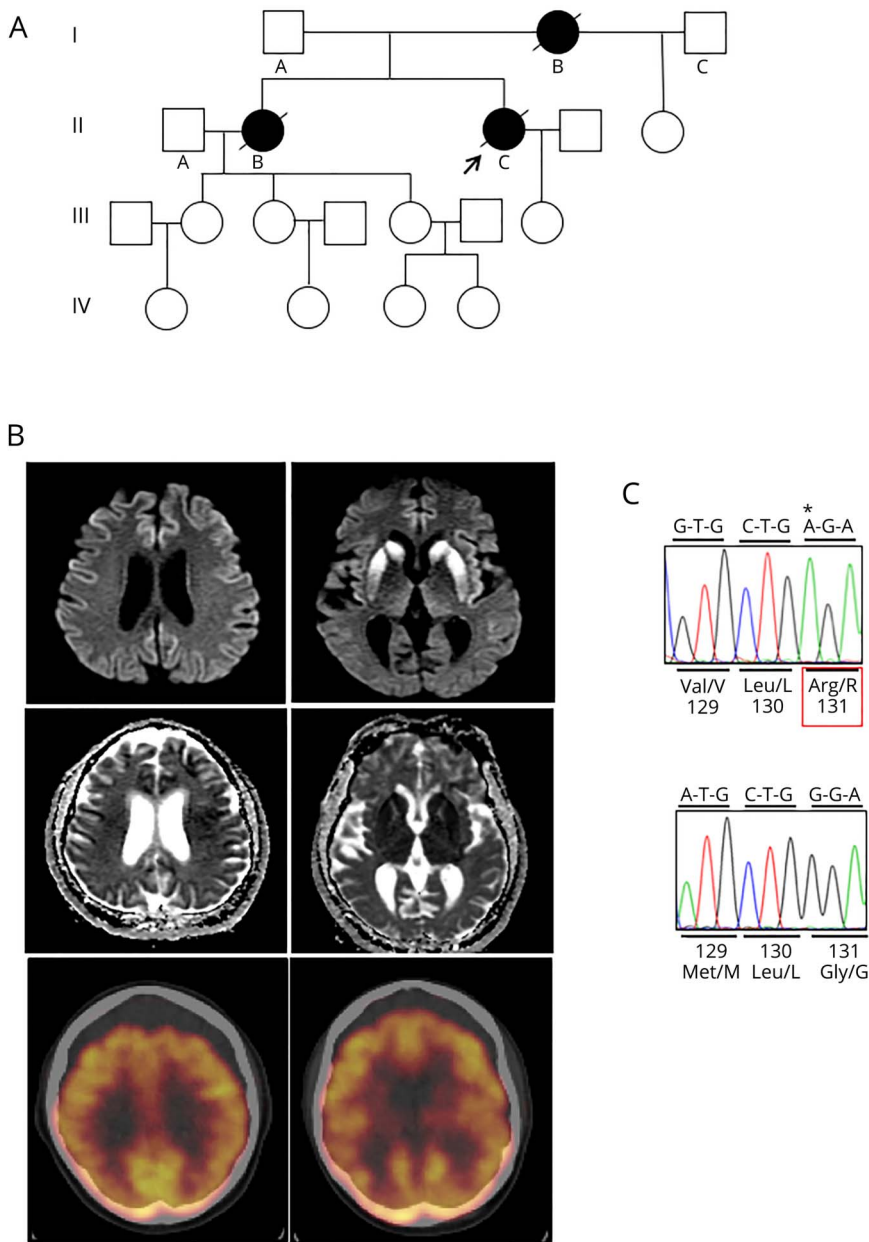 A
I
A
B
C
II
A
B
C
III
IV
B
C
*
G-T-G C-T-G A-G-A
Val/V Leu/L Arg/R
129 130 131
A-T-G C-T-G G-G-A
129 130 131
Met/M Leu/L Gly/G